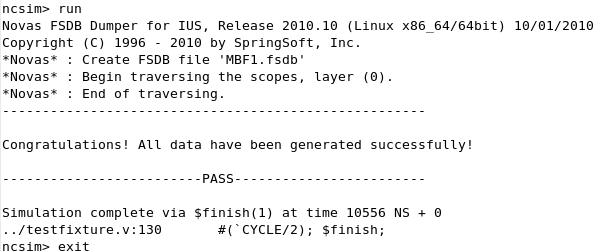 ncsim> run
Novas FSDB Dumper for IUS, Release 2010.10 (Linux x86_64/64bit) 10/01/2010
Copyright (C) 1996 - 2010 by SpringSoft, Inc.
*Novas* : Create FSDB file 'MBF1.fsdb'
*Novas* : Begin traversing the scopes, layer (0).
*Novas* : End of traversing.
-----------------------------------------------------
Congratulations! All data have been generated successfully!
-------------------------PASS------------------------
Simulation complete via $finish(1) at time 10556 NS + 0
../testfixture.v:130       #(`CYCLE/2); $finish;
ncsim> exit